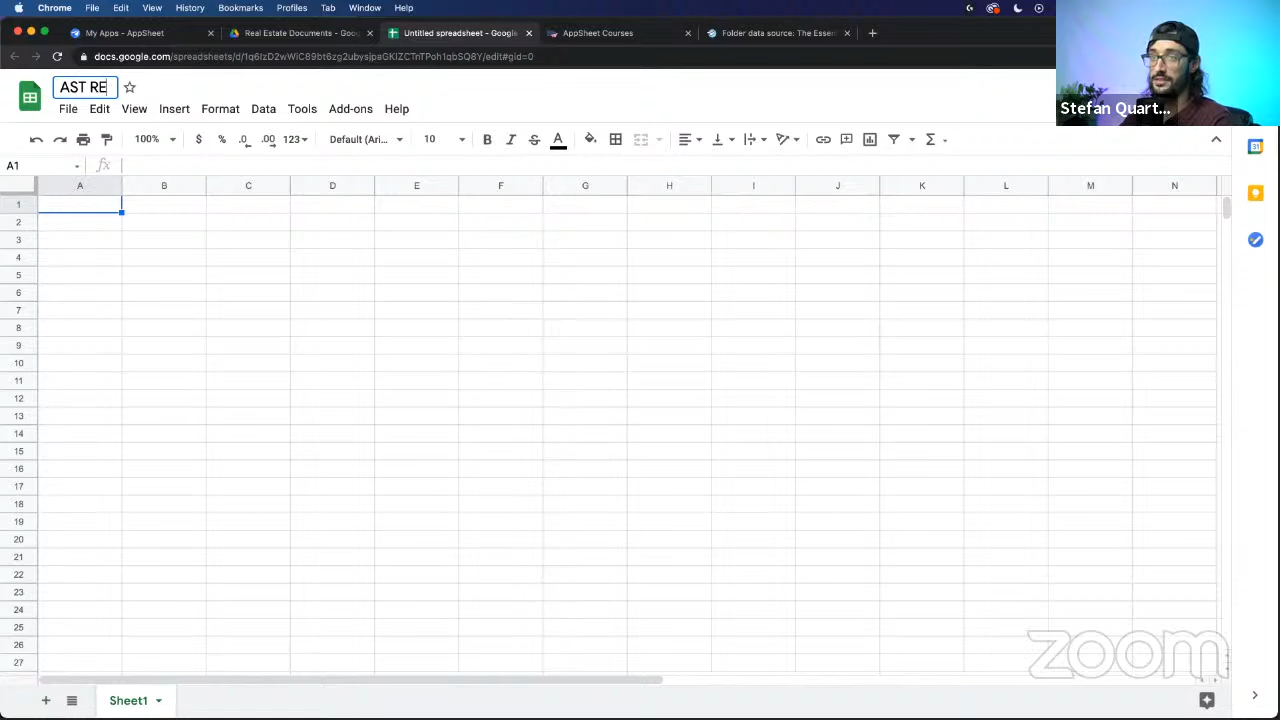 Chrome File Edit View History Bookmarks Profiles Tab Window Help
My Apps - AppSheet Real Estate Documents - Goo Untitled spreadsheet - Google AppSheet Courses Folder data source: The Essen
docs.google.com
AST RE
File Edit View Insert Format Data Tools Add-ons Help
100% $ % .0 .00 123 Default (Ari... 10 B I S A Σ
A1 fx
A B C D E F G H I J K L M N
1
2
3
4
5
6
7
8
9
10
11
12
13
14
15
16
17
18
19
20
21
22
23
24
25
26
27
Sheet1
Stefan Quart...
31
zoom